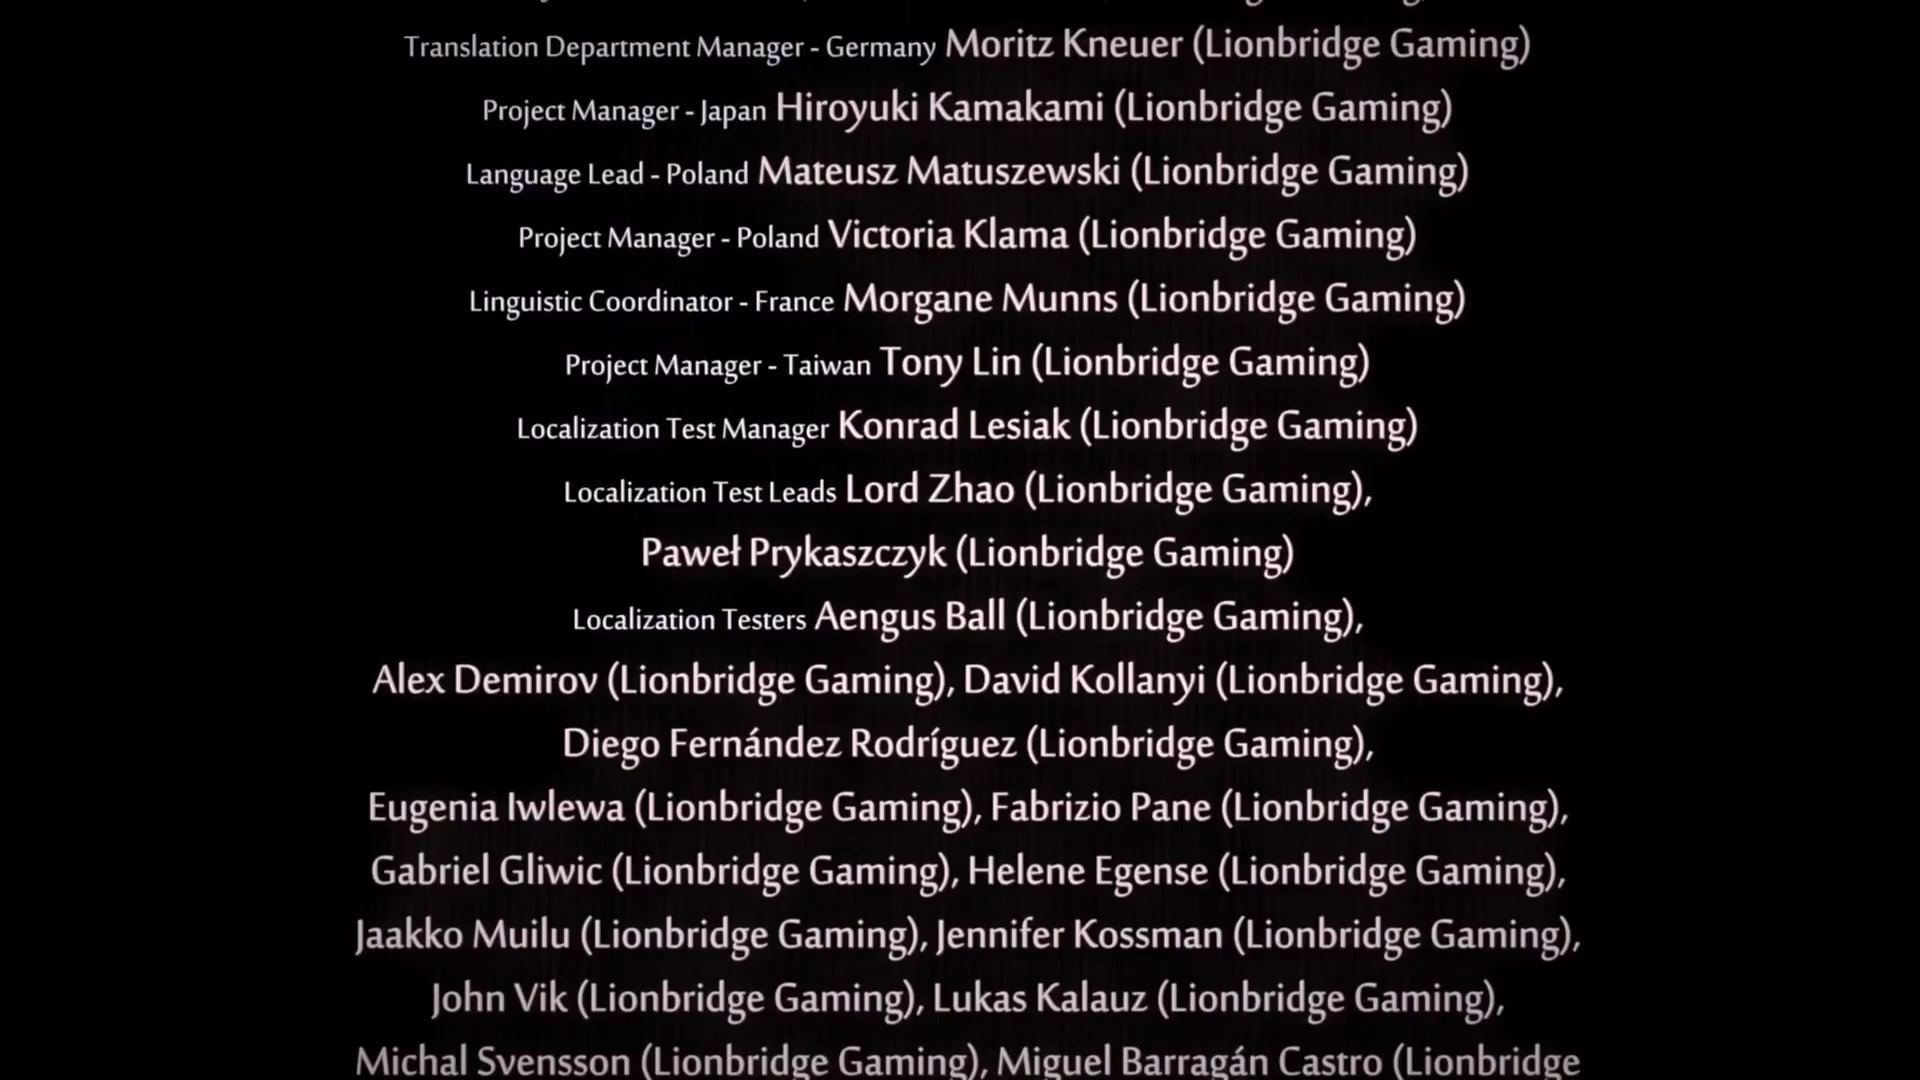 Translation Department Manager - Germany Moritz Kneuer (Lionbridge Gaming)
Project Manager - Japan Hiroyuki Kamakami (Lionbridge Gaming)
Language Lead - Poland Mateusz Matuszewski (Lionbridge Gaming)
Project Manager - Poland Victoria Klama (Lionbridge Gaming)
Linguistic Coordinator - France Morgane Munns (Lionbridge Gaming)
Project Manager - Taiwan Tony Lin (Lionbridge Gaming)
Localization Test Manager Konrad Lesiak (Lionbridge Gaming)
Localization Test Leads Lord Zhao (Lionbridge Gaming),
Paweł Prykaszczyk (Lionbridge Gaming)
Localization Testers Aengus Ball (Lionbridge Gaming),
Alex Demirov (Lionbridge Gaming), David Kollanyi (Lionbridge Gaming),
Diego Fernández Rodríguez (Lionbridge Gaming),
Eugenia Iwlewa (Lionbridge Gaming), Fabrizio Pane (Lionbridge Gaming),
Gabriel Gliwic (Lionbridge Gaming), Helene Egense (Lionbridge Gaming),
Jaakko Muilu (Lionbridge Gaming), Jennifer Kossman (Lionbridge Gaming),
John Vik (Lionbridge Gaming), Lukas Kalauz (Lionbridge Gaming),
Michal Svensson (Lionbridge Gaming), Miguel Barragán Castro (Lionbridge